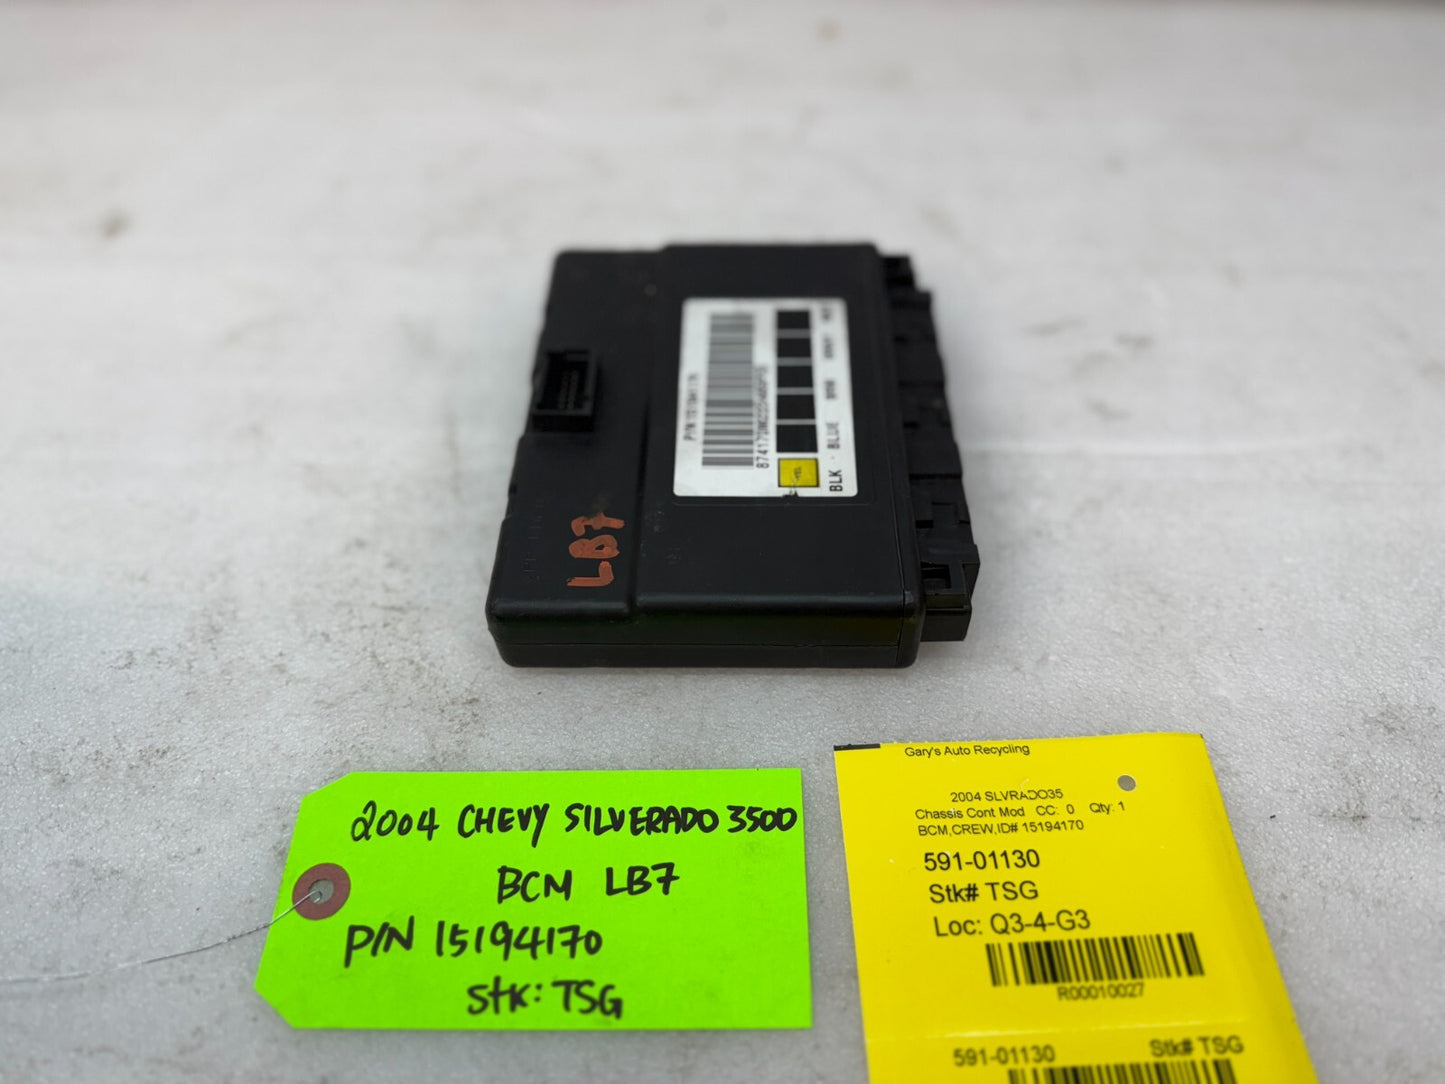 BLK - BLUE
YEL
LB7
2004 CHEVY SILVERADO 3500
BCM LB7
P/N 15194170
Stk: TSG
Gary's Auto Recycling
2004 SLVRADO35
Chassis Cont Mod CC: 0 Qty: 1
BCM,CREW,ID# 15194170
591-01130
Stk# TSG
Loc: Q3-4-G3
R00010027
591-01130 Stk# TSG